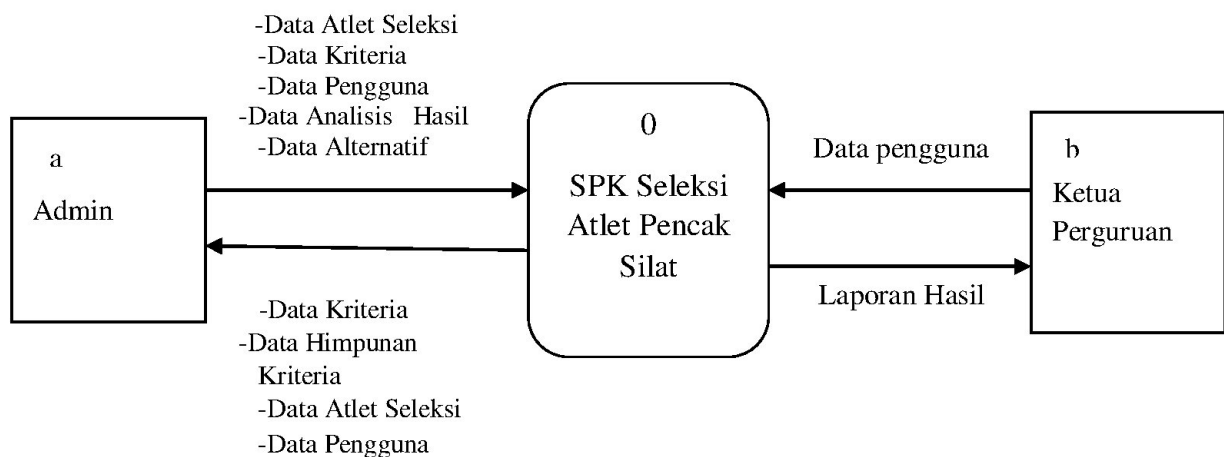 -Data Atlet Seleksi
-Data Kriteria
-Data Pengguna
-Data Analisis Hasil
-Data Alternatif
a
Admin
-Data Kriteria
-Data Himpunan
Kriteria
-Data Atlet Seleksi
-Data Pengguna
0
SPK Seleksi
Atlet Pencak
Silat
Data pengguna
Laporan Hasil
b
Ketua
Perguruan